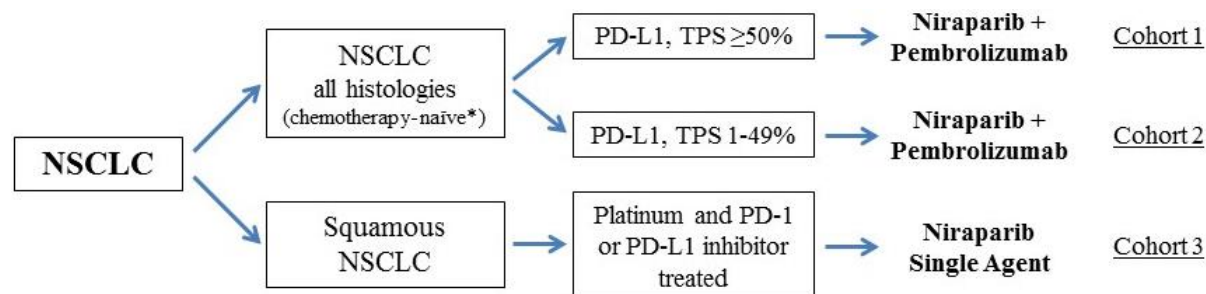 NSCLC
NSCLC
all histologies
(chemotherapy-naïve*)
PD-L1, TPS ≥50%
Niraparib +
Pembrolizumab
Cohort 1
PD-L1, TPS 1-49%
Niraparib +
Pembrolizumab
Cohort 2
Squamous
NSCLC
Platinum and PD-1
or PD-L1 inhibitor
treated
Niraparib
Single Agent
Cohort 3